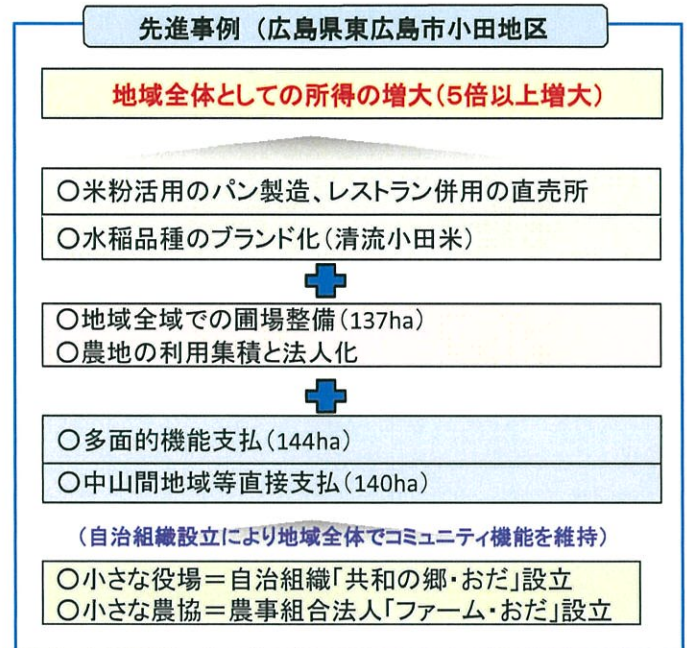 先進事例（広島県東広島市小田地区
地域全体としての所得の増大（５倍以上増大）
○米粉活用のパン製造、レストラン併用の直売所
○水稲品種のブランド化（清流小田米）
○地域全域での圃場整備（137ha）
○農地の利用集積と法人化
○多面的機能支払（144ha）
○中山間地域等直接支払（140ha）
（自治組織設立により地域全体でコミュニティ機能を維持）
○小さな役場＝自治組織「共和の郷・おだ」設立
○小さな農協＝農事組合法人「ファーム・おだ」設立